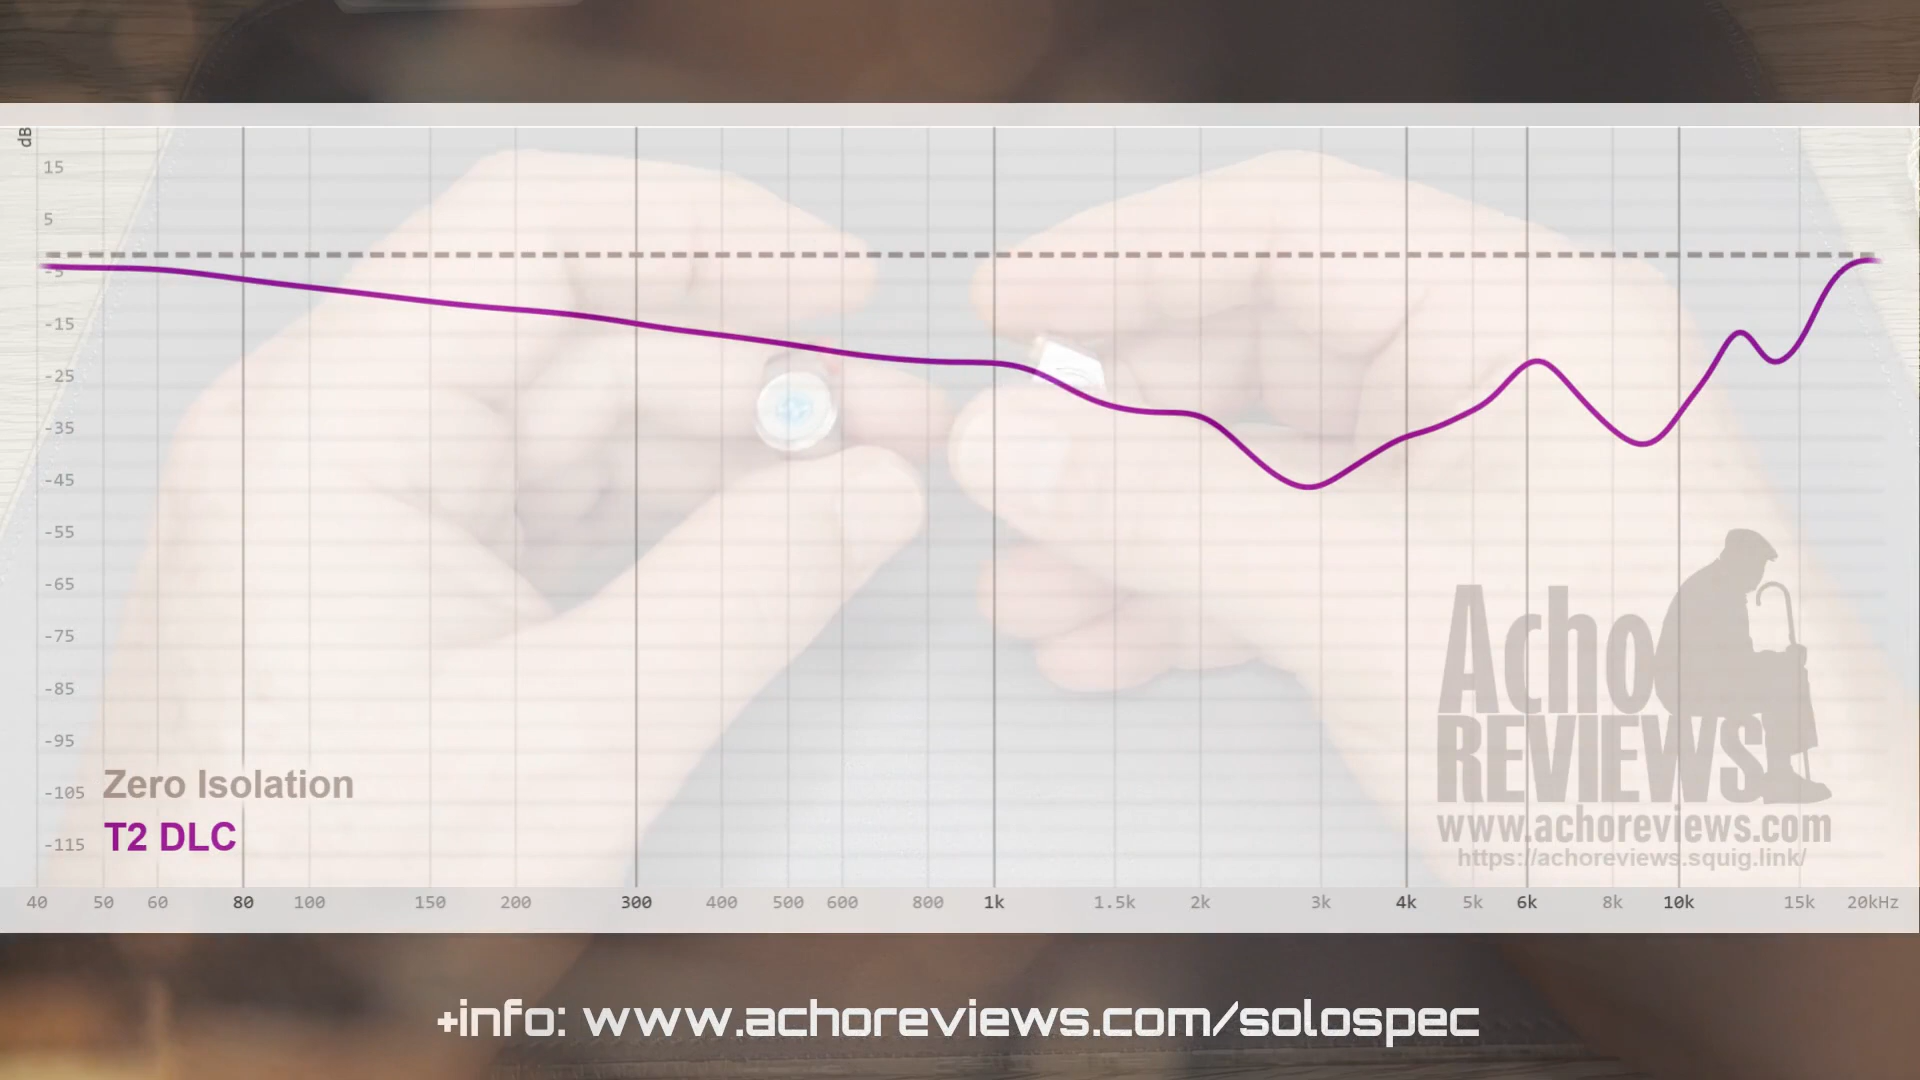 dB
15
5
-5
-15
-25
-35
-45
-55
-65
-75
-85
-95
-105
-115
Zero Isolation
T2 DLC
Acho
REVIEWS
www.achoreviews.com
https://achoreviews.squig.link/
40 50 60 80 100 150 200 300 400 500 600 800 1k 1.5k 2k 3k 4k 5k 6k 8k 10k 15k 20kHz
+info: www.achoreviews.com/solospec